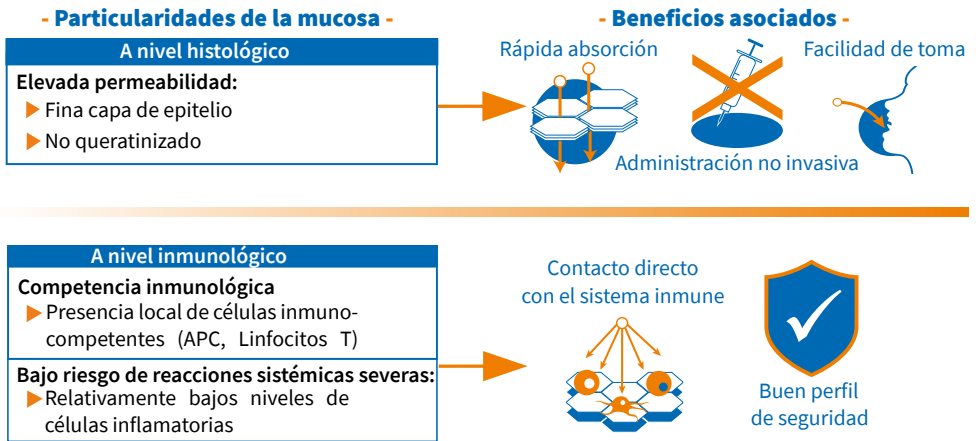 - Particularidades de la mucosa -
- Beneficios asociados -
A nivel histológico
Elevada permeabilidad:
Fina capa de epitelio
No queratinizado
Rápida absorción
Facilidad de toma
Administración no invasiva
A nivel inmunológico
Competencia inmunológica
Presencia local de células inmuno-
competentes (APC, Linfocitos T)
Bajo riesgo de reacciones sistémicas severas:
Relativamente bajos niveles de
células inflamatorias
Contacto directo
con el sistema inmune
Buen perfil
de seguridad